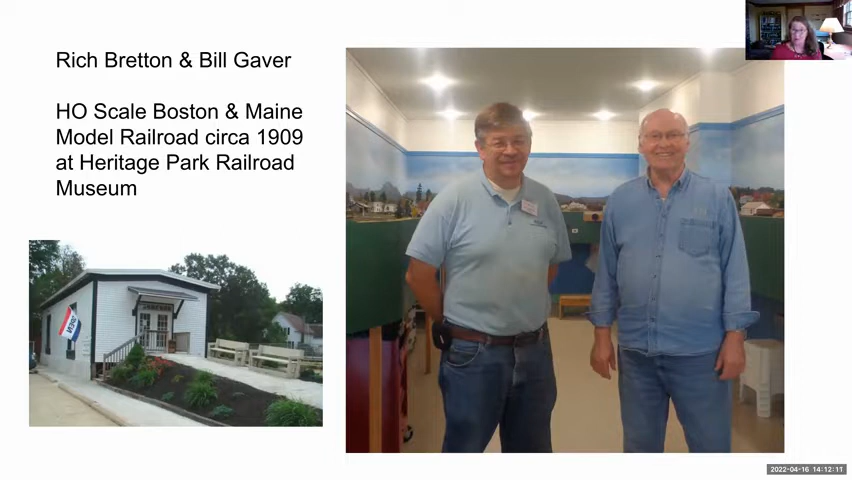 Rich Bretton & Bill Gaver
HO Scale Boston & Maine
Model Railroad circa 1909
at Heritage Park Railroad
Museum
OPEN
2022-04-16 14:12:11